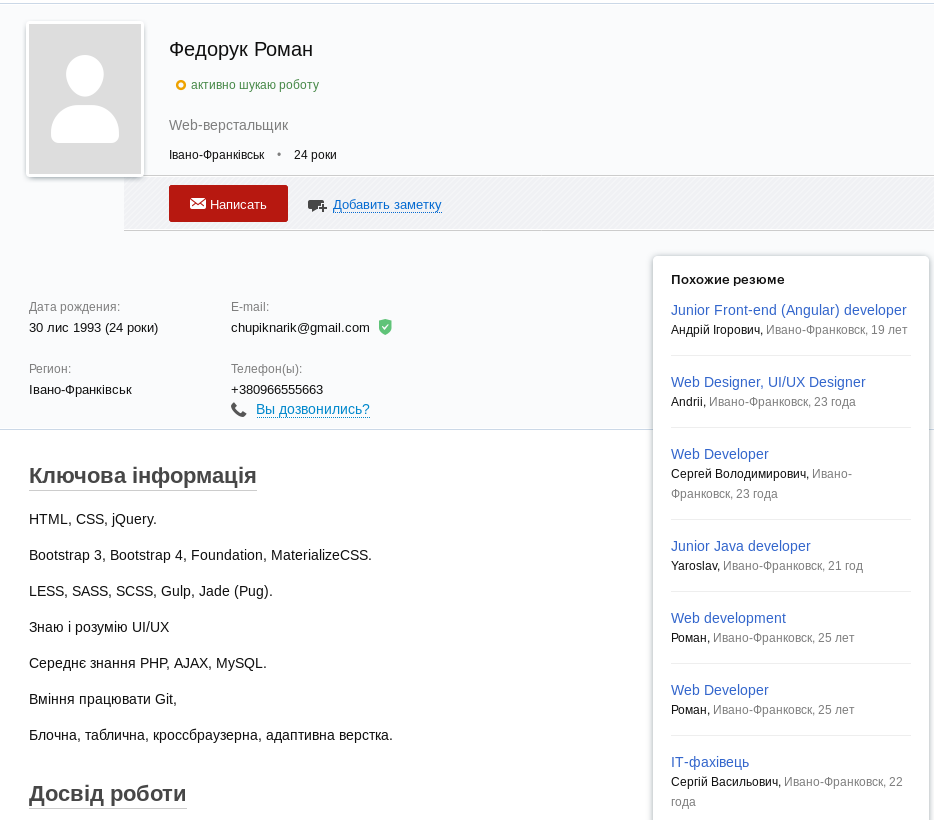 Федорук Роман
активно шукаю роботу
Web-верстальщик
Івано-Франківськ • 24 роки
Написать
Добавить заметку
Дата рождения:
30 лис 1993 (24 роки)
E-mail:
chupiknarik@gmail.com
Регион:
Івано-Франківськ
Телефон(ы):
+380966555663
Вы дозвонились?
Ключова інформація
HTML, CSS, jQuery.
Bootstrap 3, Bootstrap 4, Foundation, MaterializeCSS.
LESS, SASS, SCSS, Gulp, Jade (Pug).
Знаю і розумію UI/UX
Середнє знання PHP, AJAX, MySQL.
Вміння працювати Git,
Блочна, таблична, кроссбраузерна, адаптивна верстка.
Досвід роботи
Похожие резюме
Junior Front-end (Angular) developer
Андрій Ігорович, Ивано-Франковск, 19 лет
Web Designer, UI/UX Designer
Andrii, Ивано-Франковск, 23 года
Web Developer
Сергей Володимирович, Ивано-
Франковск, 23 года
Junior Java developer
Yaroslav, Ивано-Франковск, 21 год
Web development
Роман, Ивано-Франковск, 25 лет
Web Developer
Роман, Ивано-Франковск, 25 лет
ІТ-фахівець
Сергій Васильович, Ивано-Франковск, 22
года